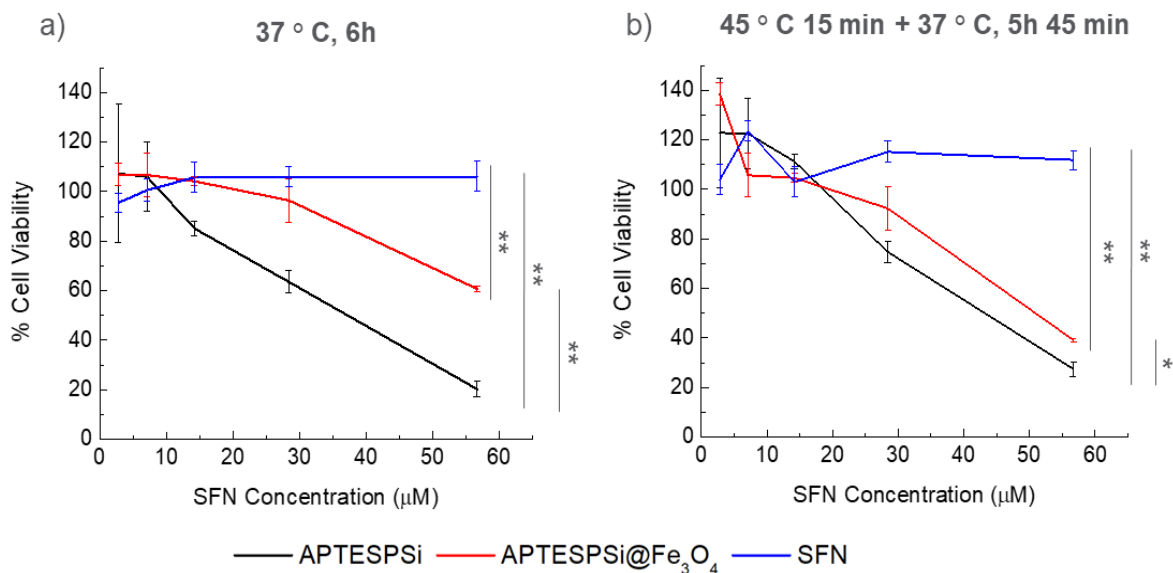 a)
37 ° C, 6h
140
120
100
80
60
40
20
0
% Cell Viability
0 10 20 30 40 50 60
SFN Concentration (μM)
**
**
**
b)
45 ° C 15 min + 37 ° C, 5h 45 min
140
120
100
80
60
40
20
0
% Cell Viability
0 10 20 30 40 50 60
SFN Concentration (μM)
**
**
*
APTESPSi APTESPSi@Fe₃O₄ SFN